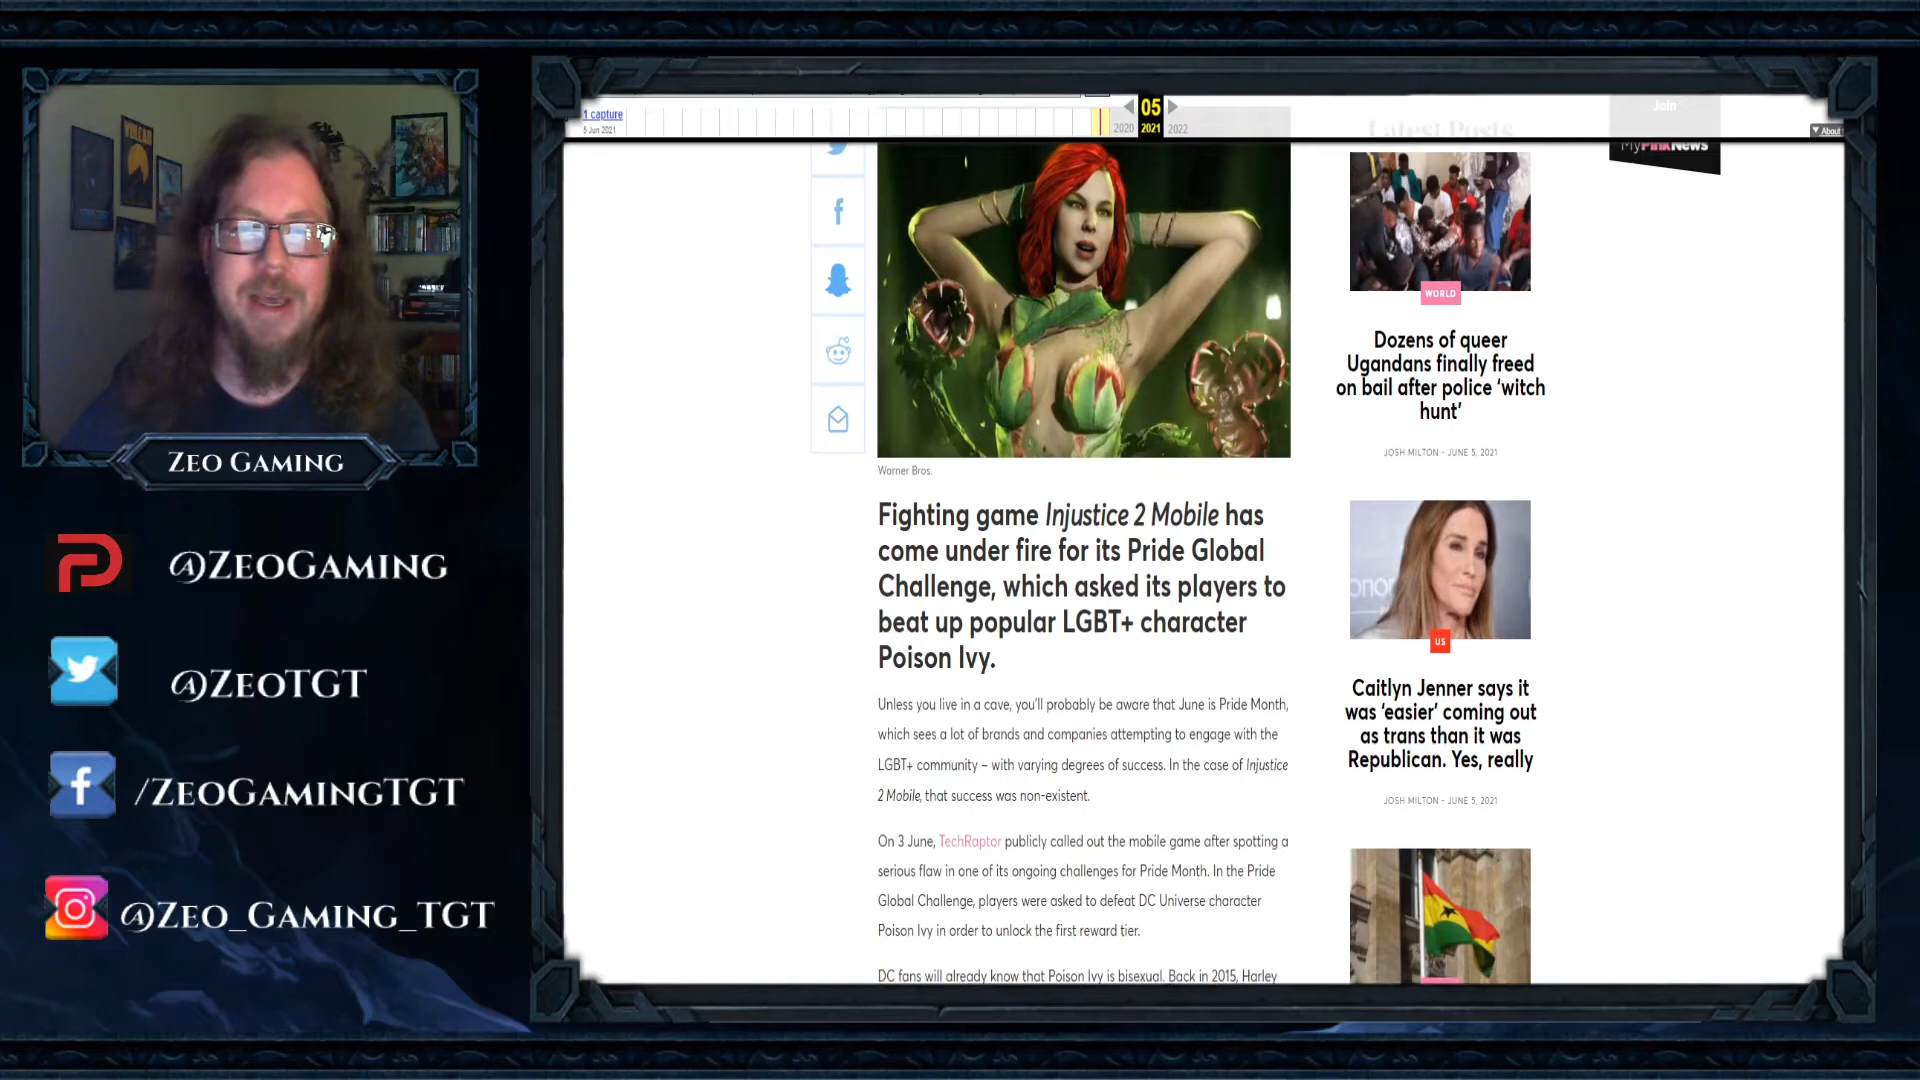 1 capture
5 Jun 2021
05
2020 2021 2022
Join
About
Latest Posts
MyPinkNews
VIREAD
ZEO GAMING
@ZEOGAMING
@ZEOTGT
/ZEOGAMINGTGT
@ZEO_GAMING_TGT
Warner Bros.
Fighting game Injustice 2 Mobile has
come under fire for its Pride Global
Challenge, which asked its players to
beat up popular LGBT+ character
Poison Ivy.
Unless you live in a cave, you'll probably be aware that June is Pride Month,
which sees a lot of brands and companies attempting to engage with the
LGBT+ community – with varying degrees of success. In the case of Injustice
2 Mobile, that success was non-existent.
On 3 June, TechRaptor publicly called out the mobile game after spotting a
serious flaw in one of its ongoing challenges for Pride Month. In the Pride
Global Challenge, players were asked to defeat DC Universe character
Poison Ivy in order to unlock the first reward tier.
DC fans will already know that Poison Ivy is bisexual. Back in 2015, Harley
WORLD
Dozens of queer
Ugandans finally freed
on bail after police ‘witch
hunt’
JOSH MILTON - JUNE 5, 2021
onor
US
Caitlyn Jenner says it
was ‘easier’ coming out
as trans than it was
Republican. Yes, really
JOSH MILTON - JUNE 5, 2021